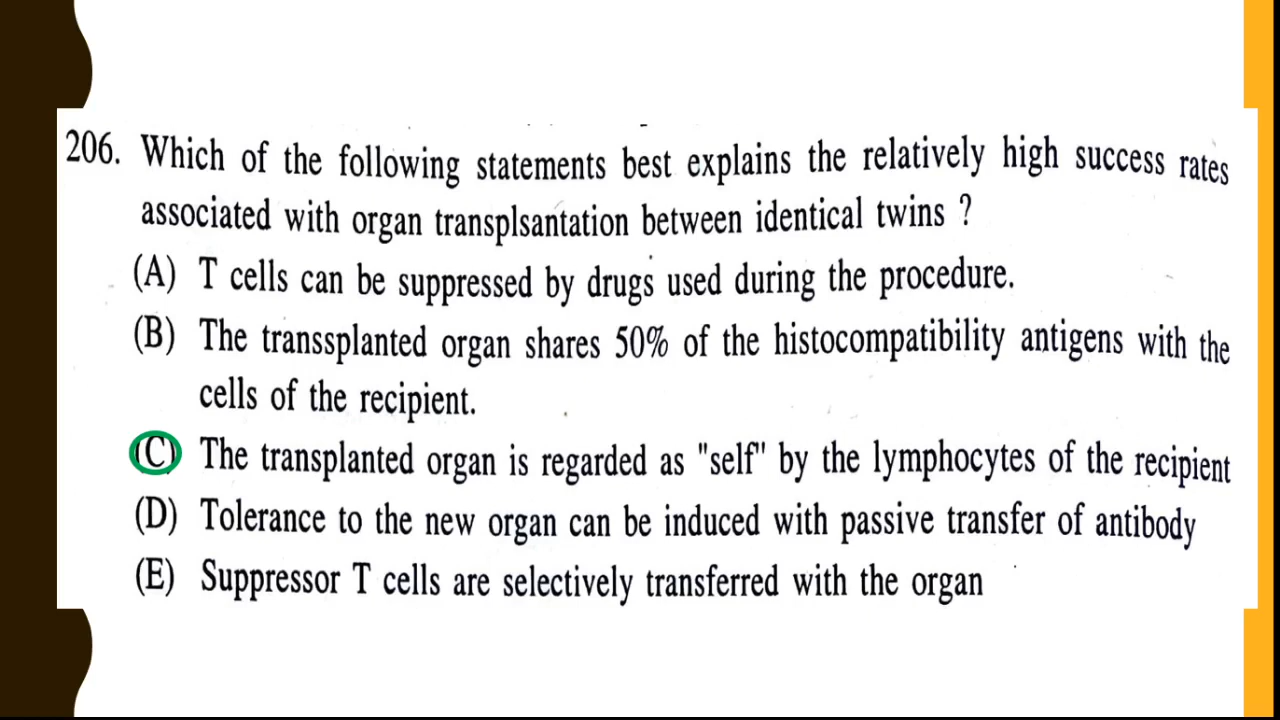 206. Which of the following statements best explains the relatively high success rates
associated with organ transplsantation between identical twins ?
(A) T cells can be suppressed by drugs used during the procedure.
(B) The transsplanted organ shares 50% of the histocompatibility antigens with the
cells of the recipient.
(C) The transplanted organ is regarded as "self" by the lymphocytes of the recipient
(D) Tolerance to the new organ can be induced with passive transfer of antibody
(E) Suppressor T cells are selectively transferred with the organ